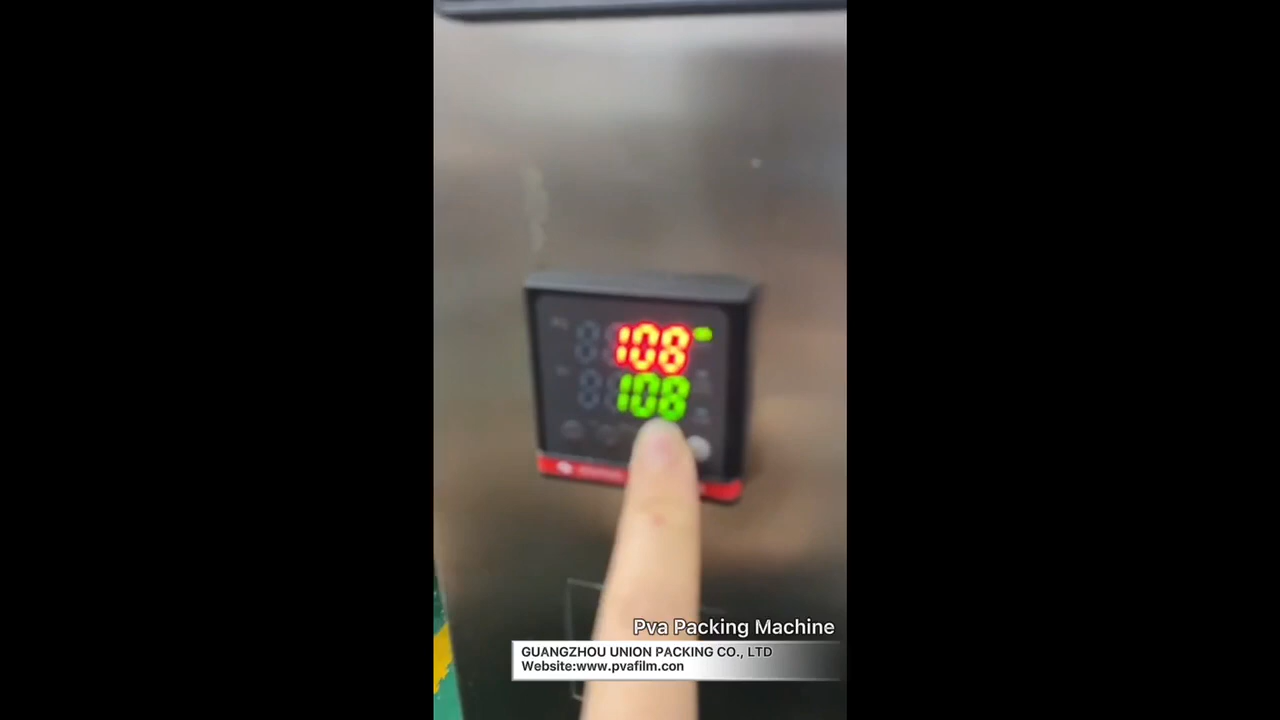 108
108
Pva Packing Machine
GUANGZHOU UNION PACKING CO., LTD
Website:www.pvafilm.con